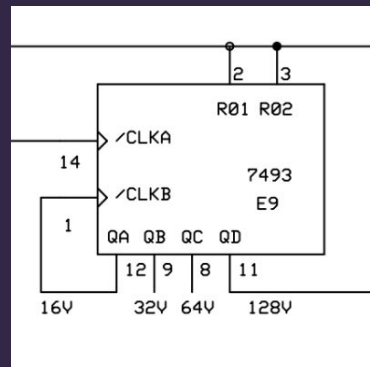 2 3
R01 R02
/CLKA
14
7493
/CLKB
E9
1
QA QB QC QD
12 9 8 11
16V 32V 64V 128V